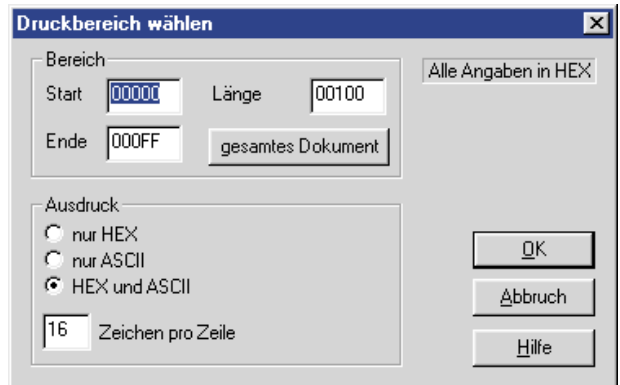 Druckbereich wählen
Bereich
Alle Angaben in HEX
Start 00000 Länge 00100
Ende 000FF gesamtes Dokument
Ausdruck
nur HEX
nur ASCII
HEX und ASCII
16 Zeichen pro Zeile
OK
Abbruch
Hilfe